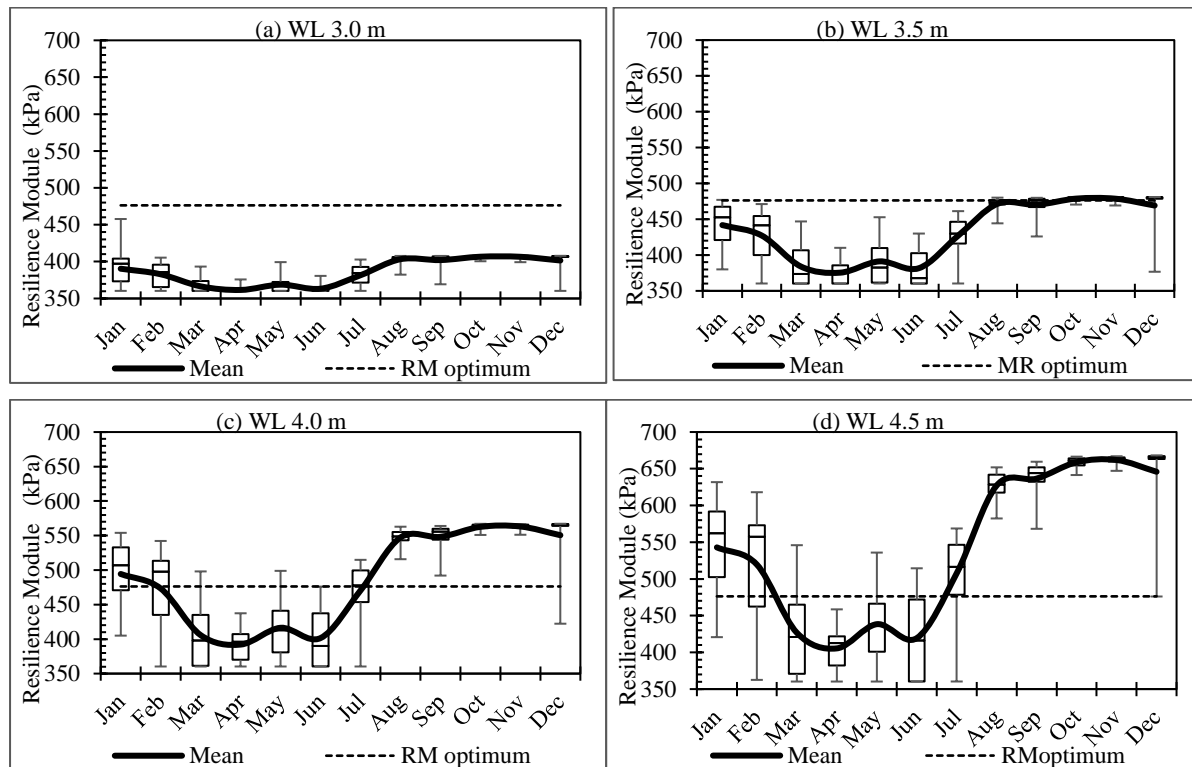 (a) WL 3.0 m
Resilience Module (kPa)
700
650
600
550
500
450
400
350
Jan Feb Mar Apr May Jun Jul Aug Sep Oct Nov Dec
Mean RM optimum
(b) WL 3.5 m
Resilience Module (kPa)
700
650
600
550
500
450
400
350
Jan Feb Mar Apr May Jun Jul Aug Sep Oct Nov Dec
Mean MR optimum
(c) WL 4.0 m
Resilience Module (kPa)
700
650
600
550
500
450
400
350
Jan Feb Mar Apr May Jun Jul Aug Sep Oct Nov Dec
Mean RM optimum
(d) WL 4.5 m
Resilience Module (kPa)
700
650
600
550
500
450
400
350
Jan Feb Mar Apr May Jun Jul Aug Sep Oct Nov Dec
Mean RMoptimum